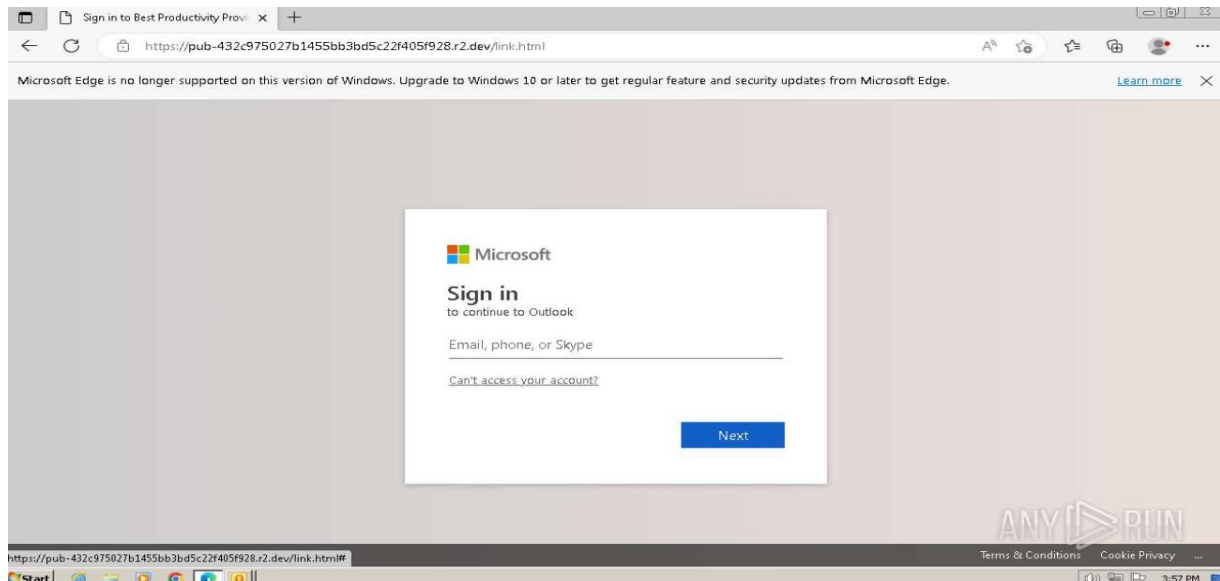 Sign in to Best Productivity Provi
https://pub-432c975027b1455bb3bd5c22f405f928.r2.dev/link.html
Microsoft Edge is no longer supported on this version of Windows. Upgrade to Windows 10 or later to get regular feature and security updates from Microsoft Edge.
Learn more
Microsoft
Sign in
to continue to Outlook
Email, phone, or Skype
Can't access your account?
Next
ANY RUN
https://pub-432c975027b1455bb3bd5c22f405f928.r2.dev/link.html#
Terms & Conditions Cookie Privacy ...
Start
3:57 PM